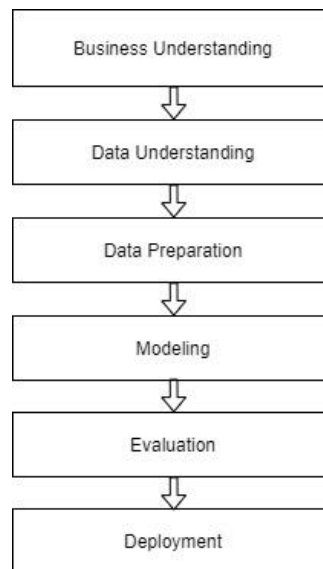 Business Understanding
Data Understanding
Data Preparation
Modeling
Evaluation
Deployment